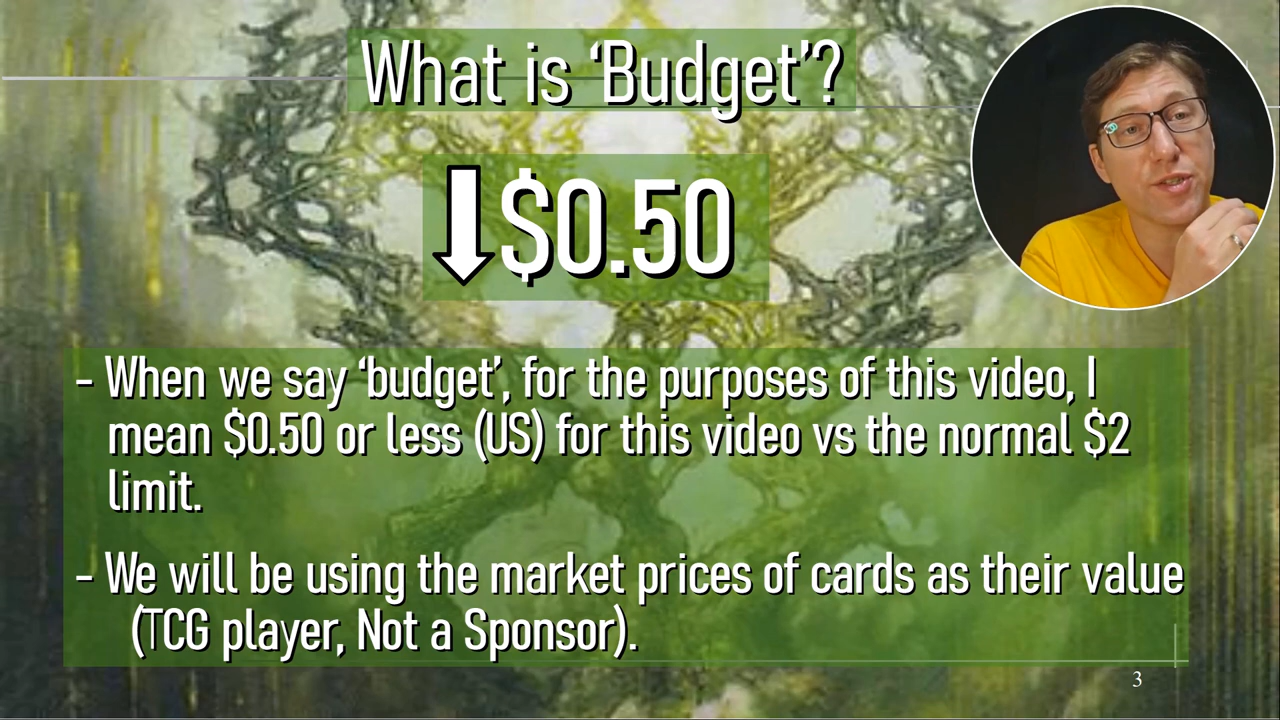 What is ‘Budget’?
$0.50
- When we say ‘budget’, for the purposes of this video, I
mean $0.50 or less (US) for this video vs the normal $2
limit.
- We will be using the market prices of cards as their value
(TCG player, Not a Sponsor).
3